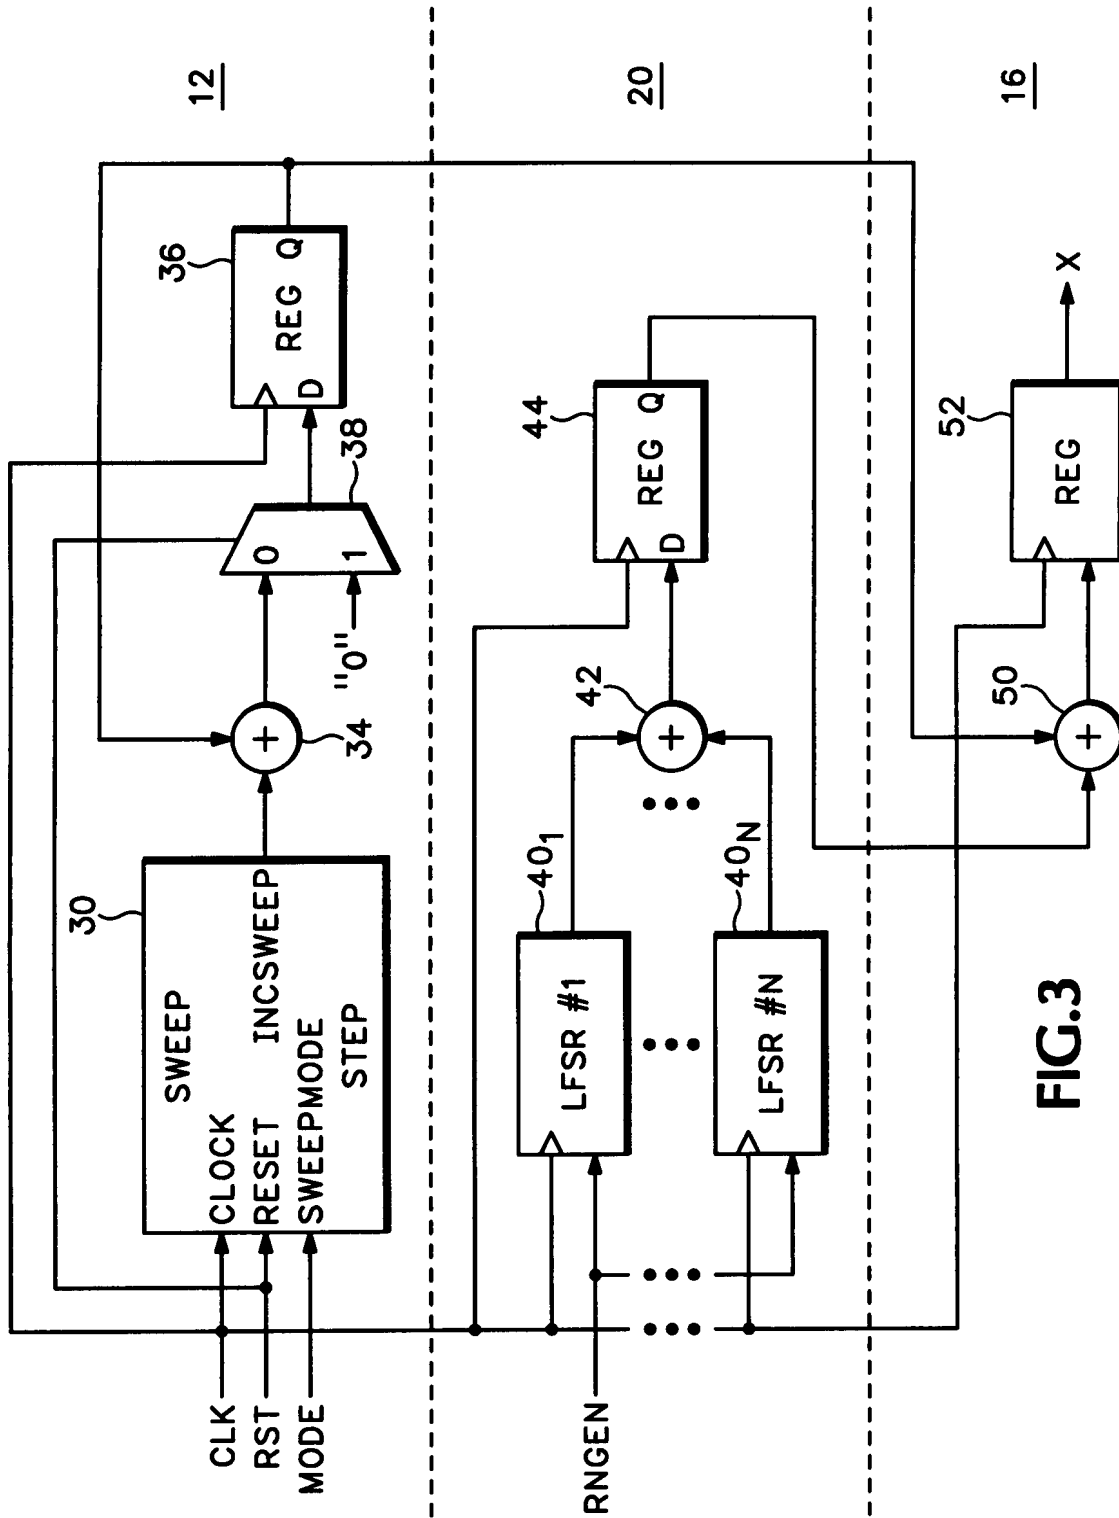 12
CLK
RST
MODE
30
SWEEP
CLOCK
RESET INCSWEEP
SWEEPMODE
STEP
+
34
"0"
0
1
38
36
REG Q
D
20
RNGEN
LFSR #1
40₁
LFSR #N
40N
+
42
44
REG Q
D
16
+
50
52
REG
X
FIG.3